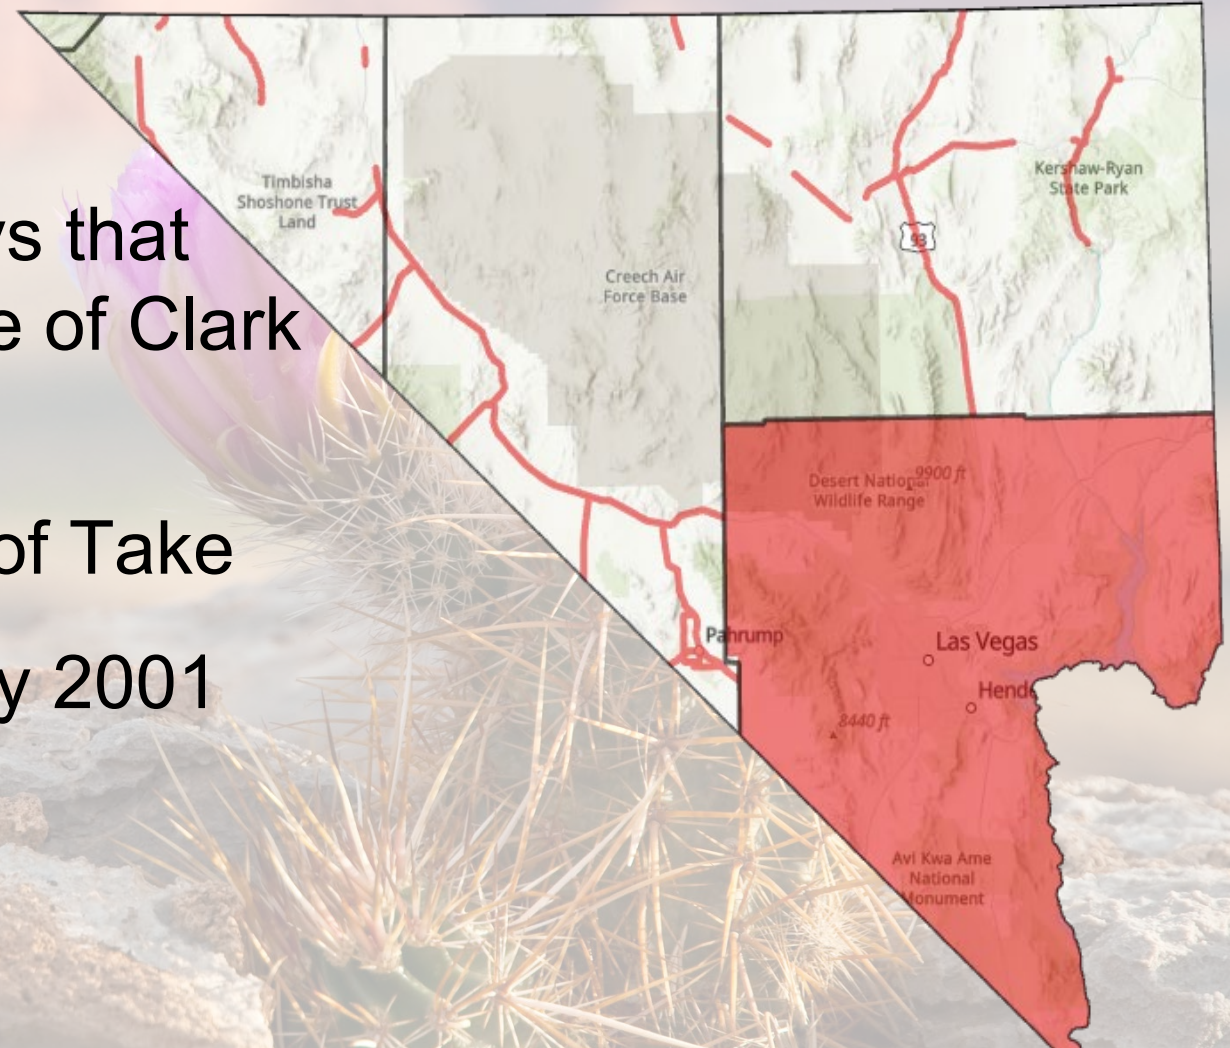 ys that
e of Clark
of Take
y 2001
Timbisha
Shoshone Trust
Land
Creech Air
Force Base
Kershaw-Ryan
State Park
93
Desert National
Wildlife Range
9900 ft
Pahrump
Las Vegas
Hend
8440 ft
Avi Kwa Ame
National
Monument